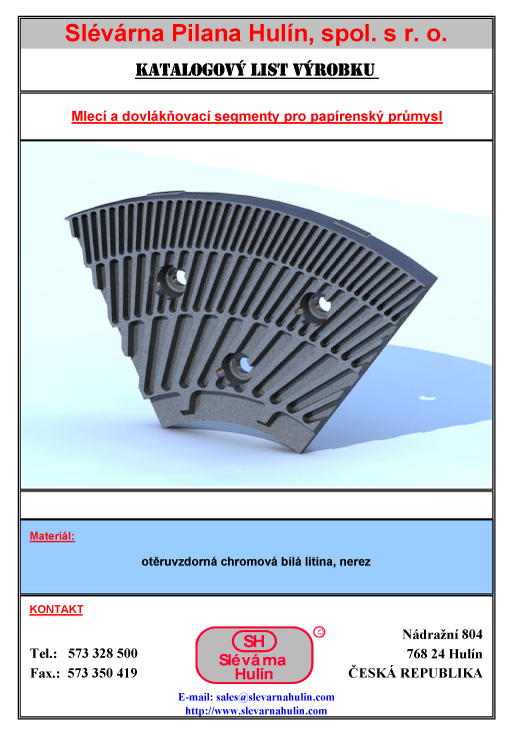 Slévárna Pilana Hulín, spol. s r. o.
KATALOGOVÝ LIST VÝROBKU
Mlecí a dovlákňovací segmenty pro papírenský průmysl
Materiál:
otěruvzdorná chromová bílá litina, nerez
KONTAKT
Tel.: 573 328 500
Fax.: 573 350 419
SH
Slévárna
Hulín
Nádražní 804
768 24 Hulín
ČESKÁ REPUBLIKA
E-mail: sales@slevarnahulin.com
http://www.slevarnahulin.com